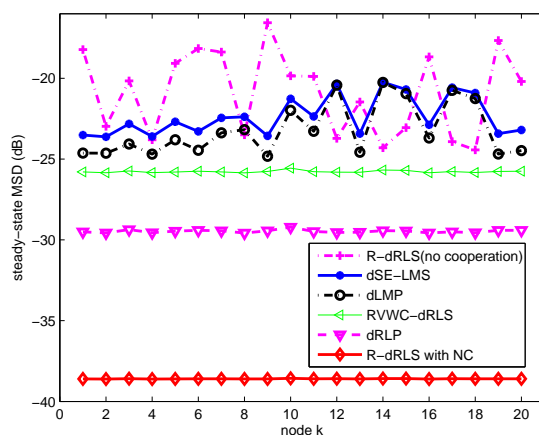 −20
−25
−30
−35
−40
0 2 4 6 8 10 12 14 16 18 20
steady−state MSD (dB)
node k
R−dRLS(no cooperation)
dSE−LMS
dLMP
RVWC−dRLS
dRLP
R−dRLS with NC